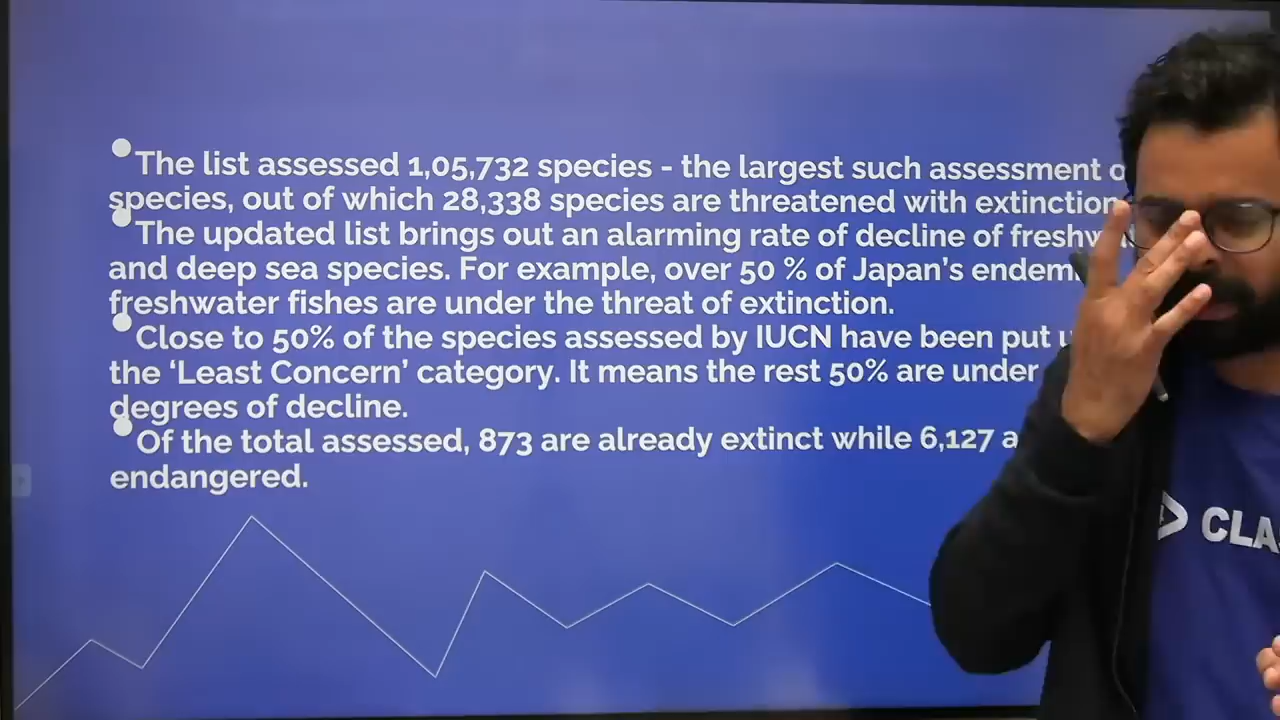 The list assessed 1,05,732 species - the largest such assessment
species, out of which 28,338 species are threatened with extinction
The updated list brings out an alarming rate of decline of
and deep sea species. For example, over 50 % of Japan's
freshwater fishes are under the threat of extinction.
Close to 50% of the species assessed by IUCN have been put
the ‘Least Concern’ category. It means the rest 50% are under
degrees of decline.
Of the total assessed, 873 are already extinct while 6,127
endangered.